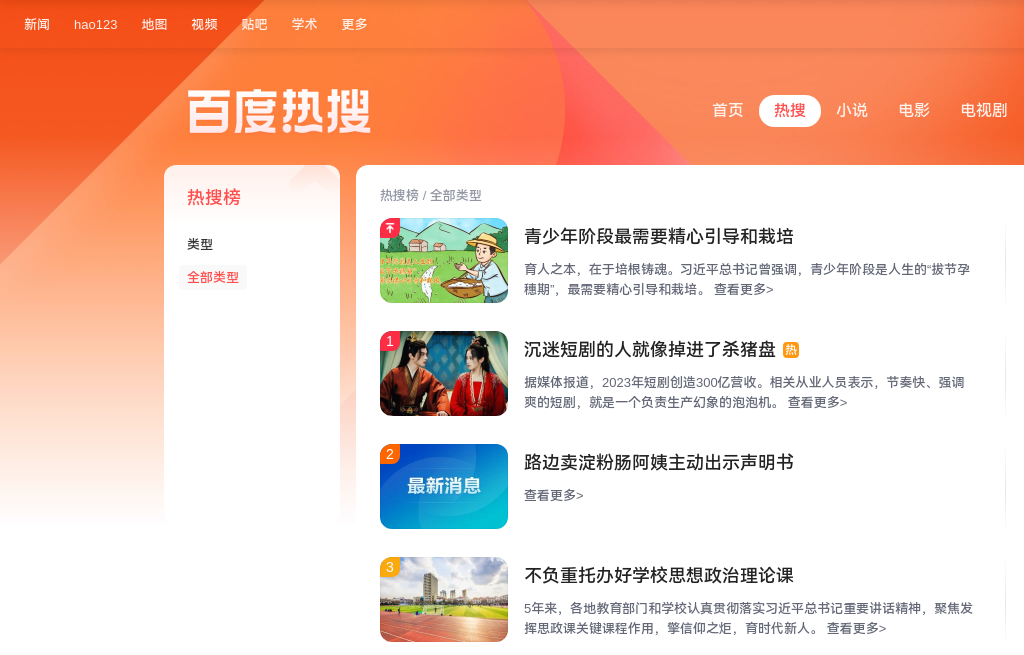 新闻 hao123 地图 视频 贴吧 学术 更多
百度热搜
首页 热搜 小说 电影 电视剧
热搜榜
类型
全部类型
热搜榜 / 全部类型
青少年阶段最需要精心引导和栽培
育人之本，在于培根铸魂。习近平总书记曾强调，青少年阶段是人生的“拔节孕
穗期”，最需要精心引导和栽培。 查看更多>
1
沉迷短剧的人就像掉进了杀猪盘 热
据媒体报道，2023年短剧创造300亿营收。相关从业人员表示，节奏快、强调
爽的短剧，就是一个负责生产幻象的泡泡机。 查看更多>
2
最新消息
路边卖淀粉肠阿姨主动出示声明书
查看更多>
3
不负重托办好学校思想政治理论课
5年来，各地教育部门和学校认真贯彻落实习近平总书记重要讲话精神，聚焦发
挥思政课关键课程作用，擎信仰之炬，育时代新人。 查看更多>